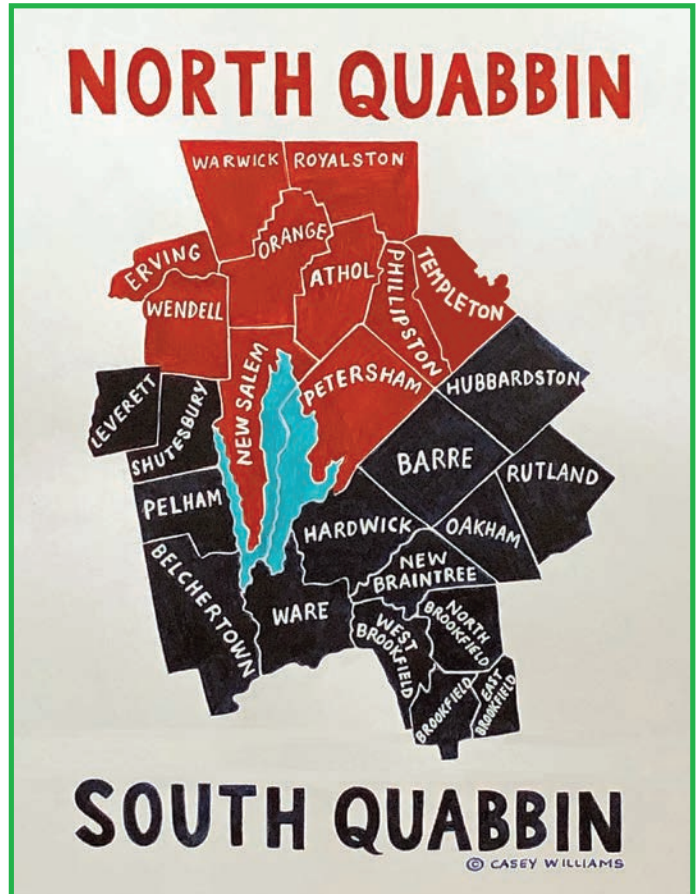 NORTH QUABBIN
WARWICK
ROYALSTON
ORANGE
ERVING
ATHOL
PHILLIPSTON
TEMPLETON
WENDELL
NEW SALEM
PETERSHAM
HUBBARDSTON
LEVERETT
SHUTESBURY
BARRE
RUTLAND
PELHAM
HARDWICK
OAKHAM
BELCHERTOWN
NEW
BRAINTREE
WARE
WEST
BROOKFIELD
NORTH
BROOKFIELD
BROOKFIELD
EAST
BROOKFIELD
SOUTH QUABBIN
© CASEY WILLIAMS